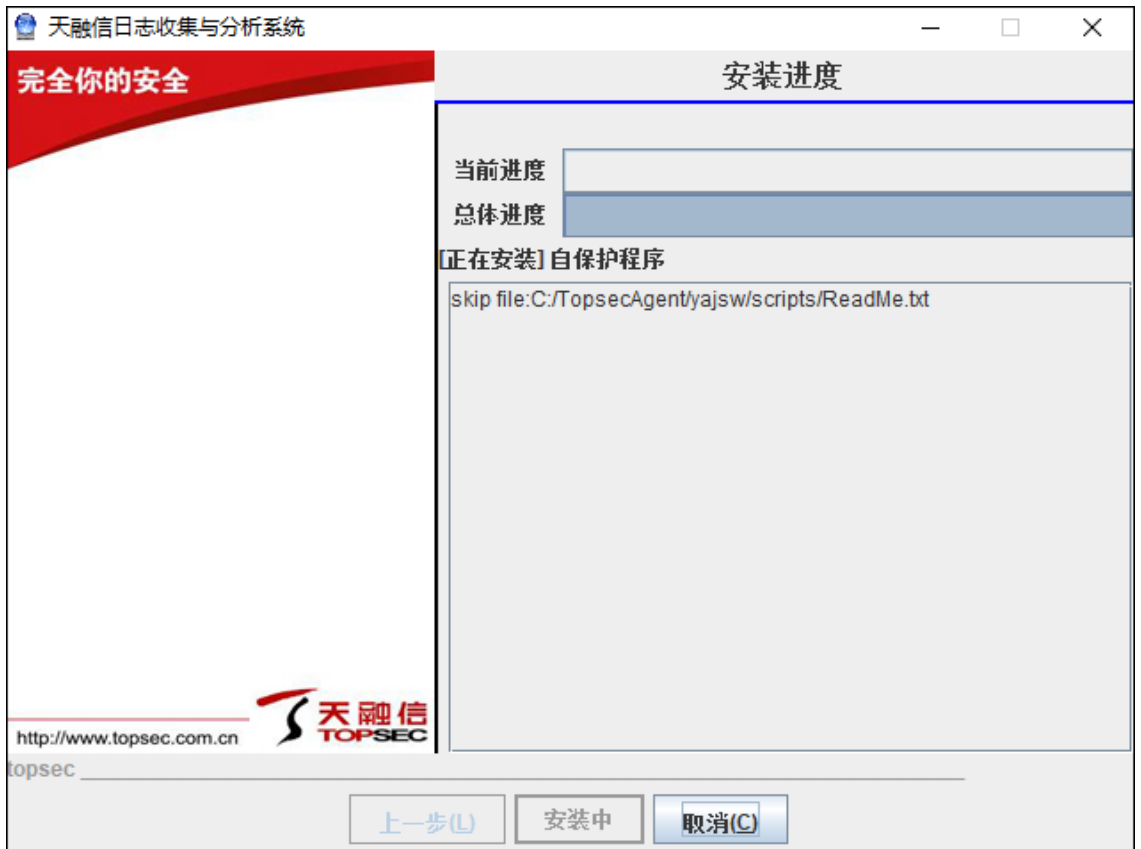 天融信日志收集与分析系统
完全你的安全
安装进度
当前进度
总体进度
[正在安装] 自保护程序
skip file:C:/TopsecAgent/yajsw/scripts/ReadMe.txt
天融信
TOPSEC
http://www.topsec.com.cn
topsec
上一步(L) 安装中 取消(C)